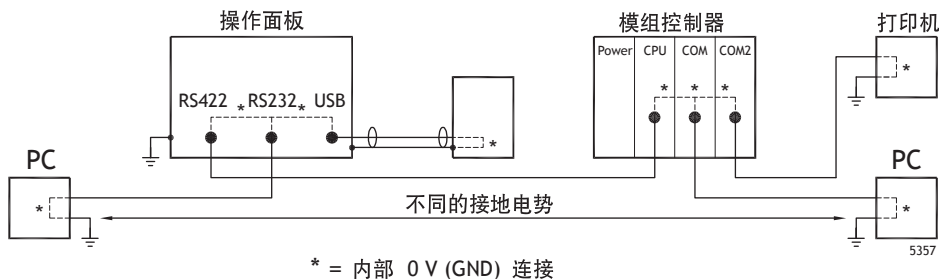 操作面板
模组控制器
打印机
Power CPU COM COM2
*
* * *
RS422 * RS232 * USB
*
PC
PC
*
不同的接地电势
*
5357
* = 内部 0 V (GND) 连接